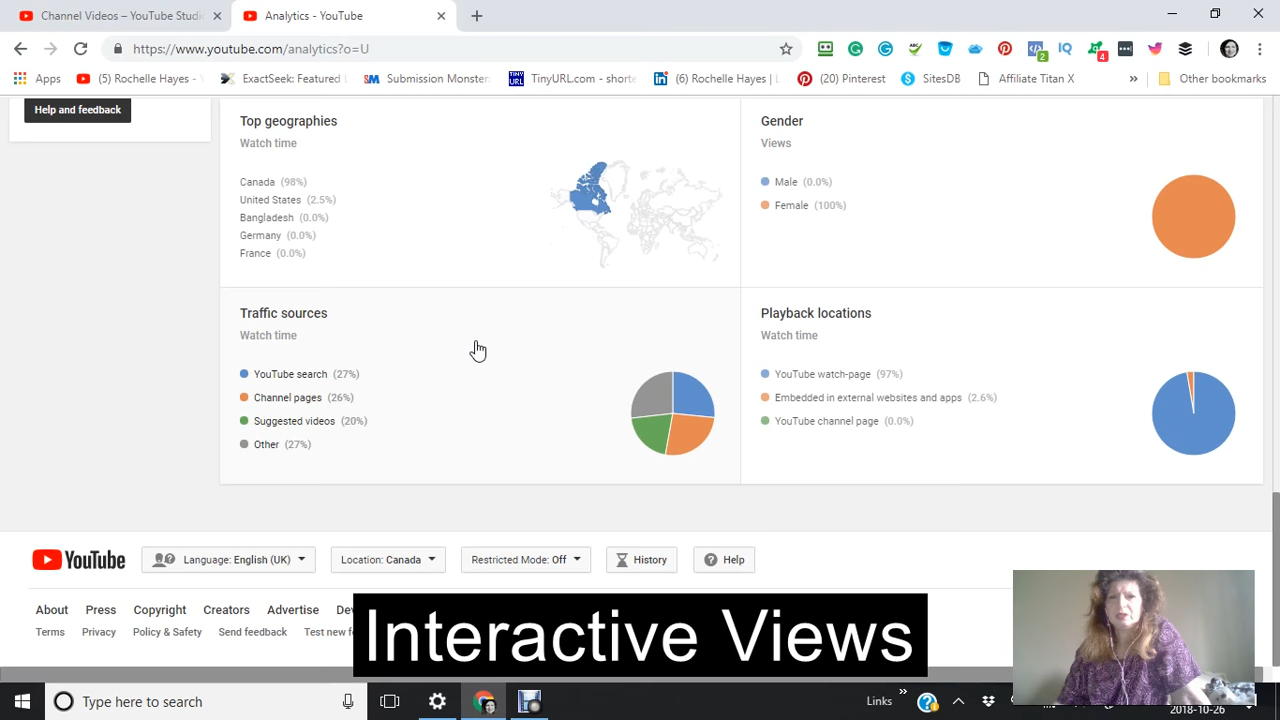 Channel Videos – YouTube Studi
Analytics - YouTube
https://www.youtube.com/analytics?o=U
Apps
(5) Rochelle Hayes -
ExactSeek: Featured
Submission Monster
TinyURL.com - shorte
(6) Rochelle Hayes |
(20) Pinterest
SitesDB
Affiliate Titan X
»
Other bookmarks
Help and feedback
Top geographies
Watch time
Canada (98%)
United States (2.5%)
Bangladesh (0.0%)
Germany (0.0%)
France (0.0%)
Gender
Views
Male (0.0%)
Female (100%)
Traffic sources
Watch time
YouTube search (27%)
Channel pages (26%)
Suggested videos (20%)
Other (27%)
Playback locations
Watch time
YouTube watch-page (97%)
Embedded in external websites and apps (2.6%)
YouTube channel page (0.0%)
YouTube
Language: English (UK)
Location: Canada
Restricted Mode: Off
History
Help
About Press Copyright Creators Advertise
Terms Privacy Policy & Safety Send feedback Test new
Interactive Views
Type here to search
Links
2018-10-26